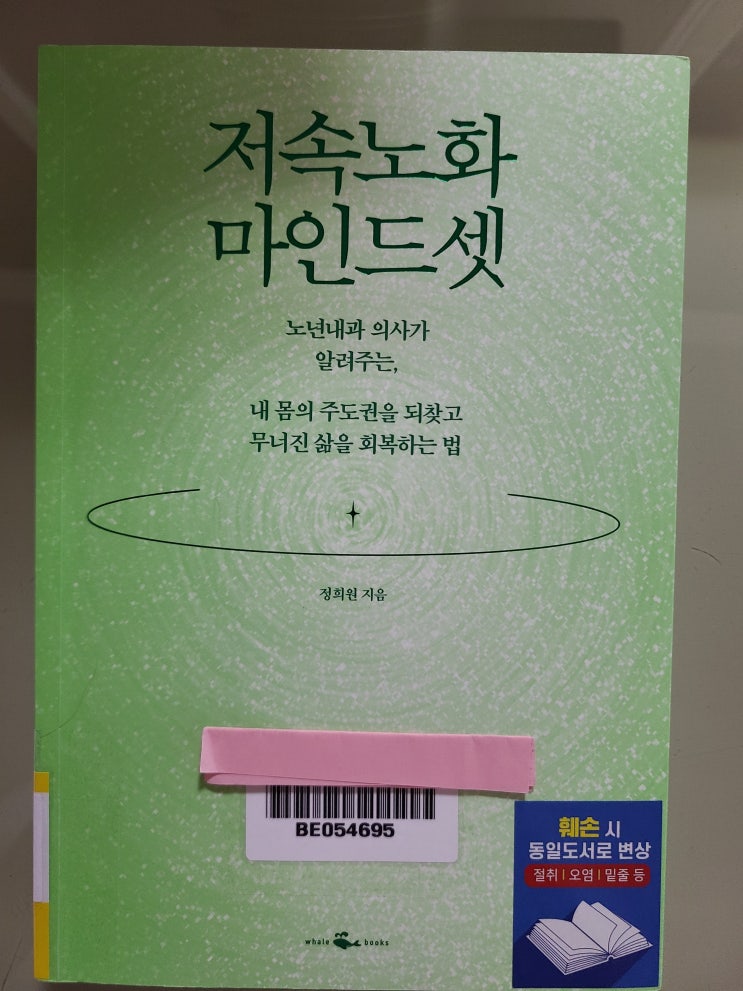 저속노화
마인드셋
노년내과 의사가
알려주는,
내 몸의 주도권을 되찾고
무너진 삶을 회복하는 법
정희원 지음
BE054695
훼손 시
동일도서로 변상
절취 | 오염 | 밑줄 등
whale books